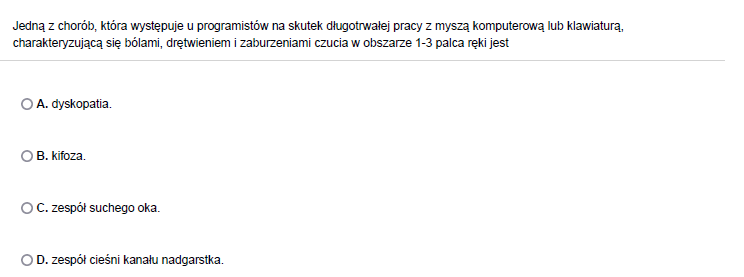 Jedną z chorób, która występuje u programistów na skutek długotrwałej pracy z myszą komputerową lub klawiaturą,
charakteryzującą się bólami, drętwieniem i zaburzeniami czucia w obszarze 1-3 palca ręki jest
A. dyskopatia.
B. kifoza.
C. zespół suchego oka.
D. zespół cieśni kanału nadgarstka.